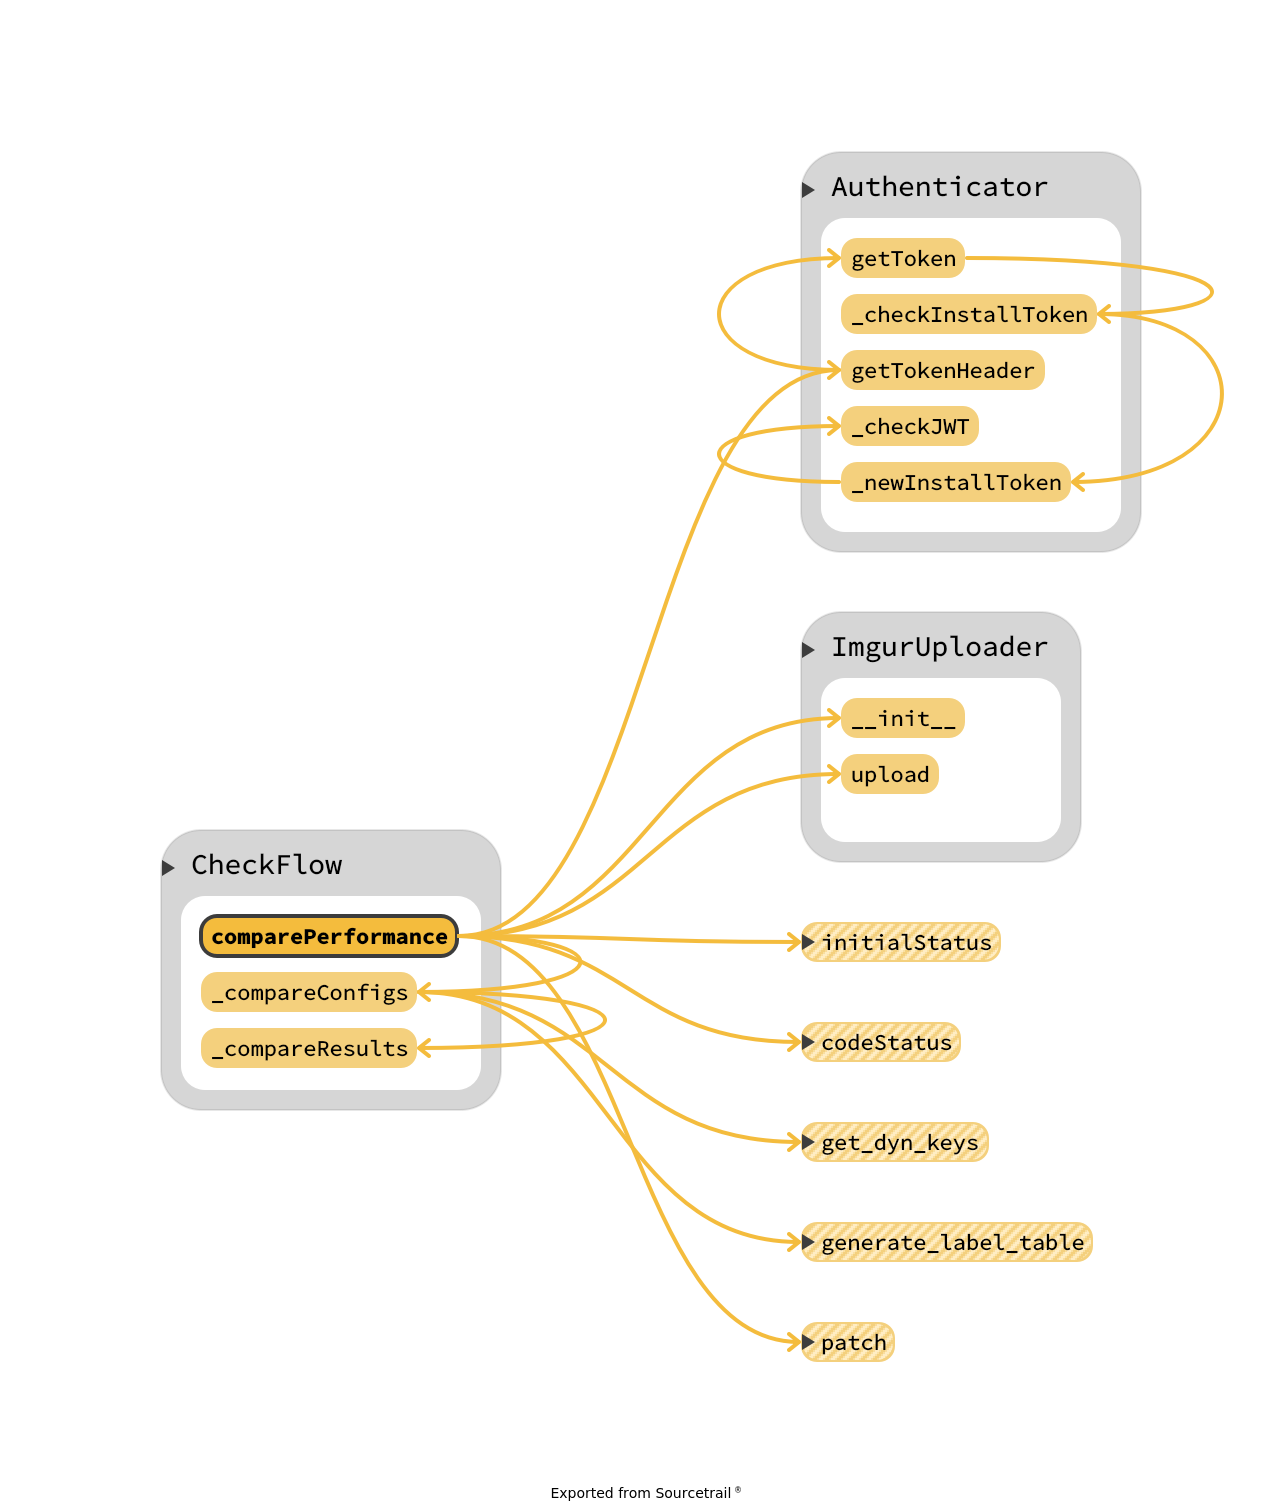 Authenticator
getToken
_checkInstallToken
getTokenHeader
_checkJWT
_newInstallToken
ImgurUploader
__init__
upload
CheckFlow
comparePerformance
_compareConfigs
_compareResults
initialStatus
codeStatus
get_dyn_keys
generate_label_table
patch
Exported from Sourcetrail ®